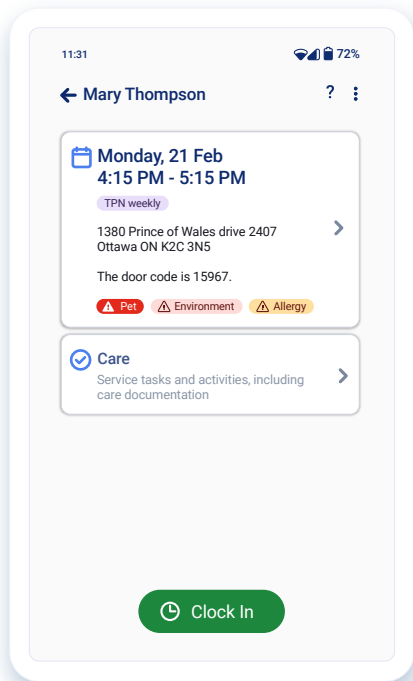 11:31 72%
Mary Thompson ?
Monday, 21 Feb
4:15 PM - 5:15 PM
TPN weekly
1380 Prince of Wales drive 2407
Ottawa ON K2C 3N5
The door code is 15967.
Pet Environment Allergy
Care
Service tasks and activities, including
care documentation
Clock In